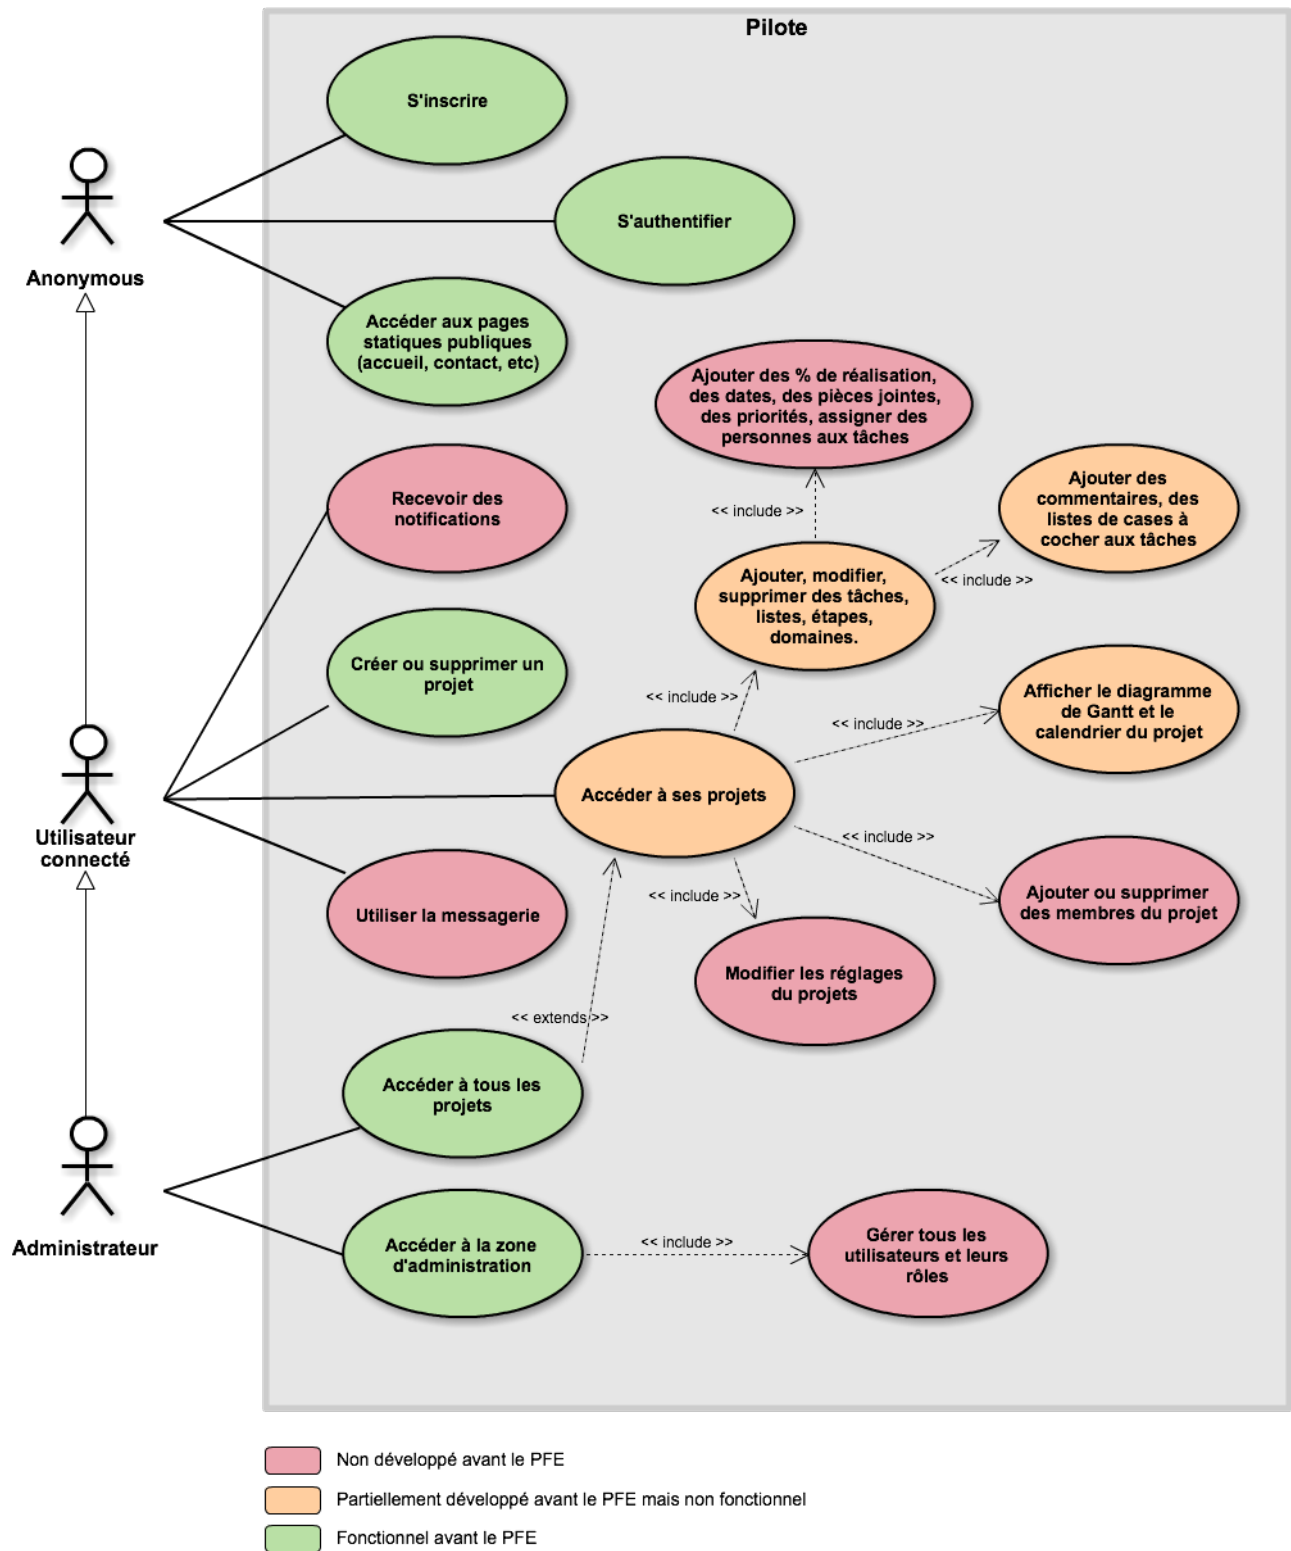 Pilote
S'inscrire
S'authentifier
Anonymous
Accéder aux pages
statiques publiques
(accueil, contact, etc)
Ajouter des % de réalisation,
des dates, des pièces jointes,
des priorités, assigner des
personnes aux tâches
Recevoir des
notifications
<< include >>
Ajouter des
commentaires, des
listes de cases à
cocher aux tâches
Ajouter, modifier,
supprimer des tâches,
listes, étapes,
domaines.
<< include >>
Créer ou supprimer un
projet
<< include >>
<< include >>
Afficher le diagramme
de Gantt et le
calendrier du projet
Accéder à ses projets
Utilisateur
connecté
<< include >>
<< include >>
Ajouter ou supprimer
des membres du projet
Utiliser la messagerie
Modifier les réglages
du projets
<< extends >>
Accéder à tous les
projets
Administrateur
Accéder à la zone
d'administration
<< include >>
Gérer tous les
utilisateurs et leurs
rôles
Non développé avant le PFE
Partiellement développé avant le PFE mais non fonctionnel
Fonctionnel avant le PFE